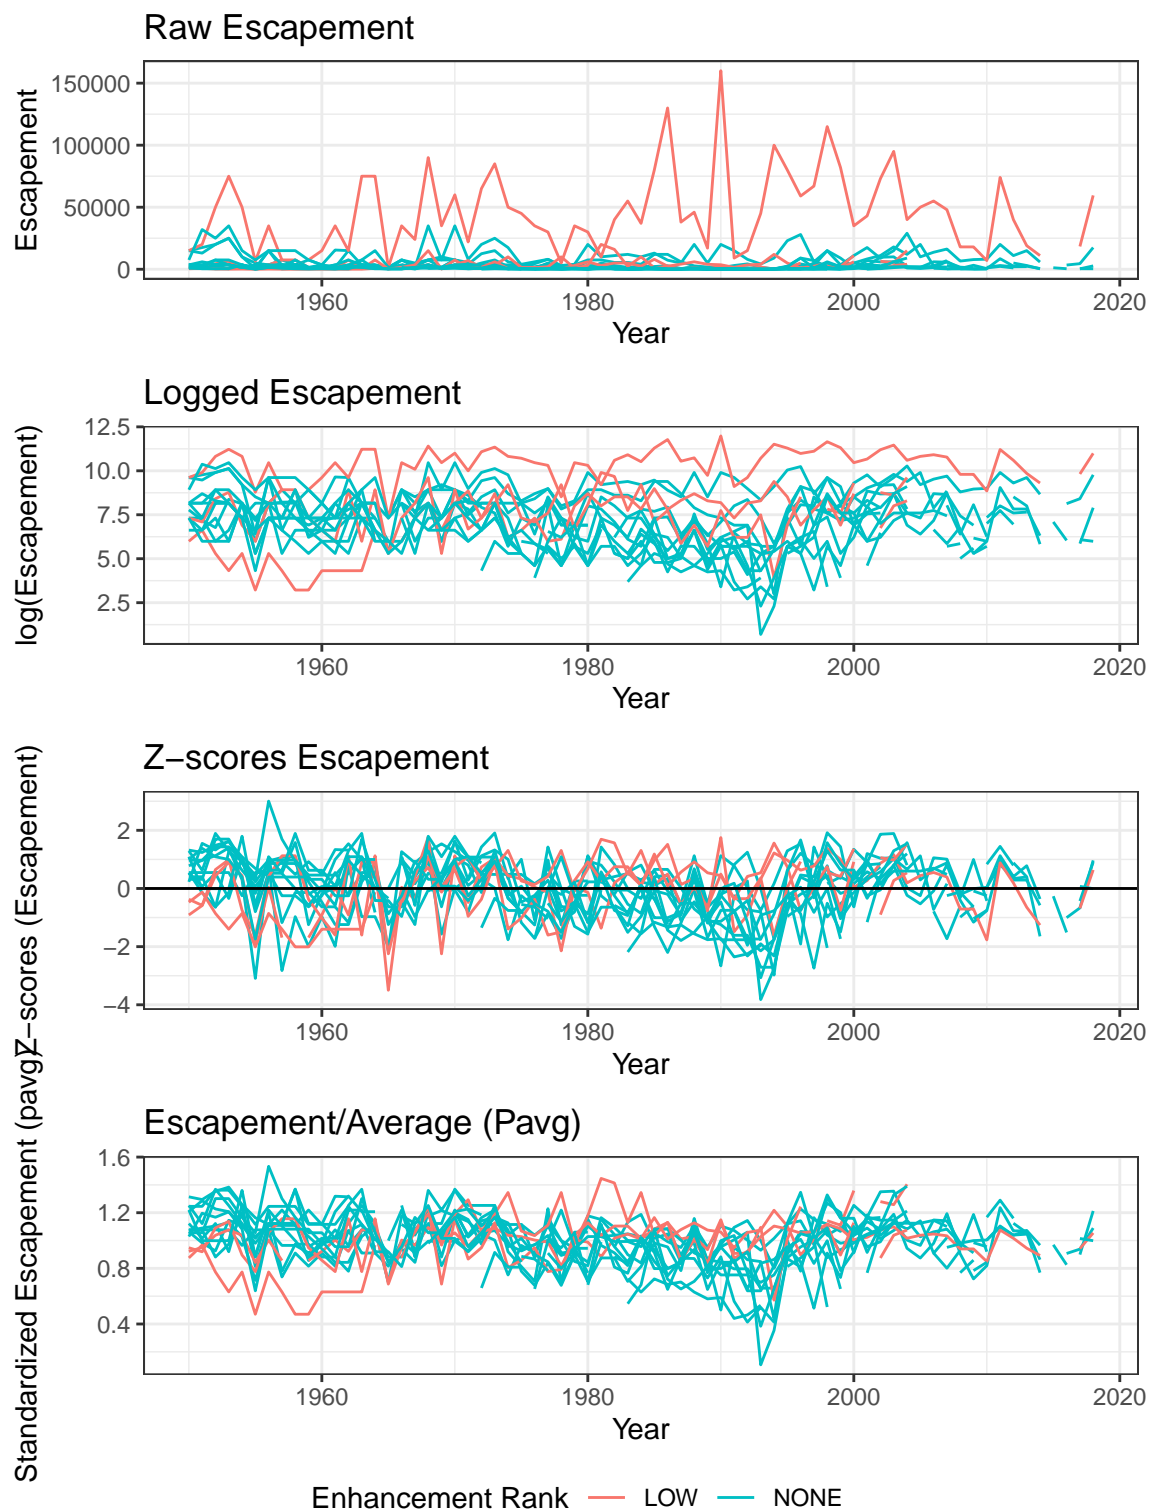 Raw Escapement
Escapement
150000
100000
50000
0
1960
1980
2000
2020
Year
Logged Escapement
log(Escapement)
12.5
10.0
7.5
5.0
2.5
1960
1980
2000
2020
Year
Z−scores Escapement
Z−scores (Escapement)
2
0
−2
−4
1960
1980
2000
2020
Year
Escapement/Average (Pavg)
Standardized Escapement (pavg)
1.6
1.2
0.8
0.4
1960
1980
2000
2020
Year
Enhancement Rank
LOW
NONE